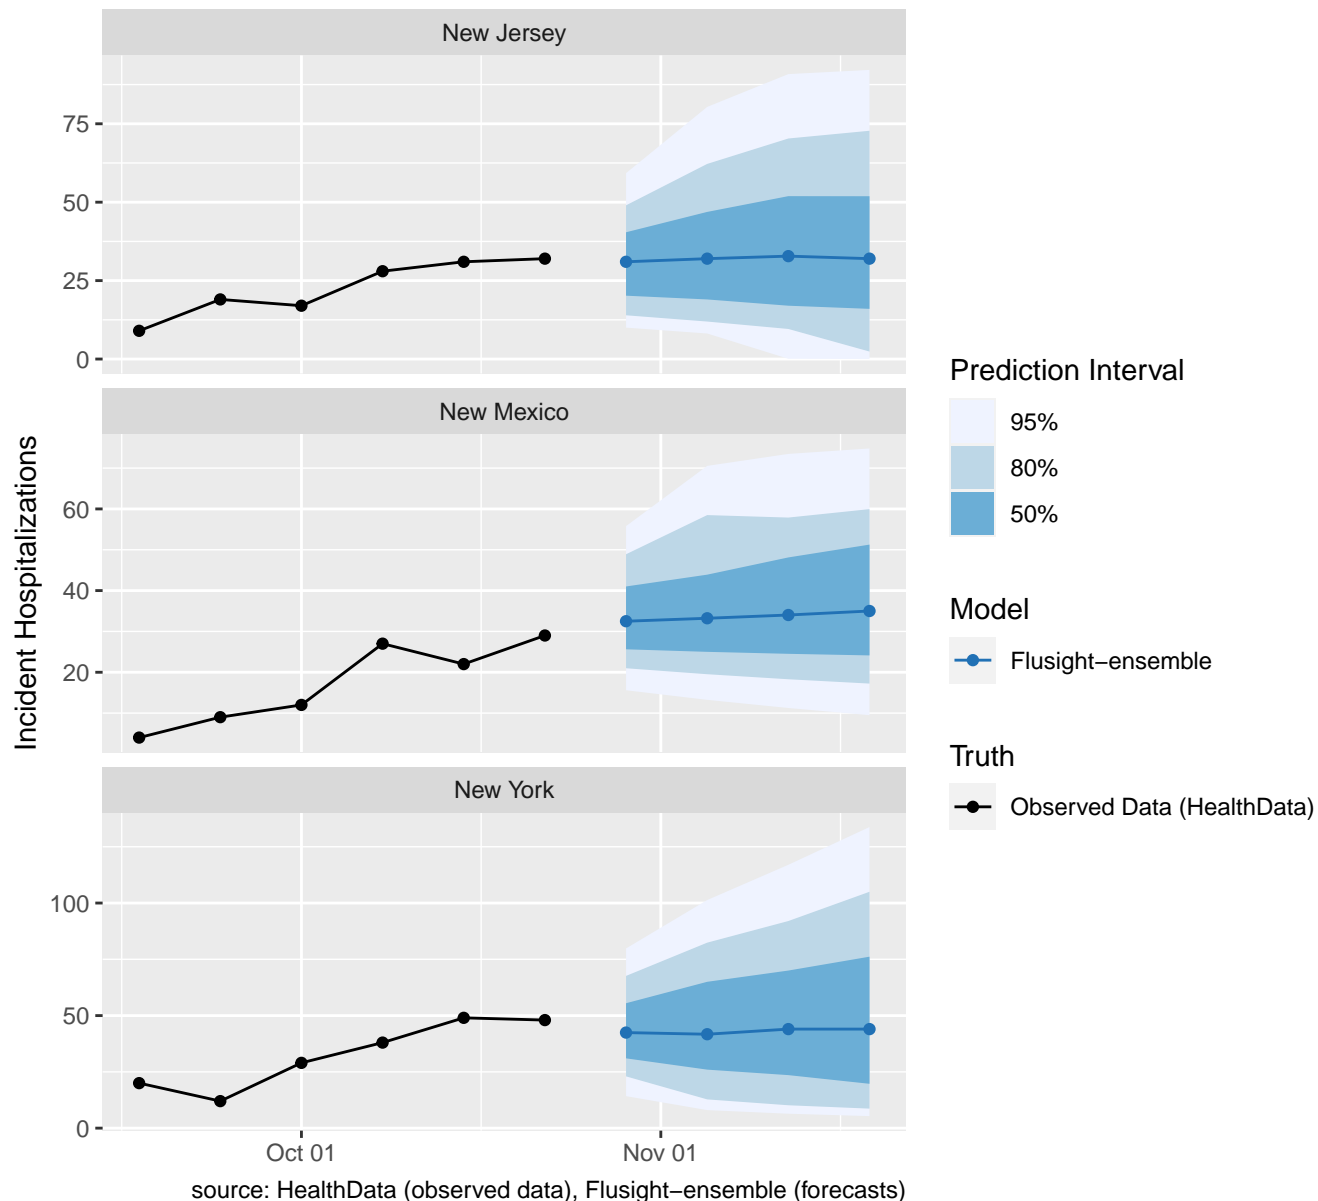 New Jersey
75
50
25
0
New Mexico
60
40
20
New York
100
50
0
Oct 01
Nov 01
Incident Hospitalizations
source: HealthData (observed data), Flusight−ensemble (forecasts)
Prediction Interval
95%
80%
50%
Model
Flusight−ensemble
Truth
Observed Data (HealthData)